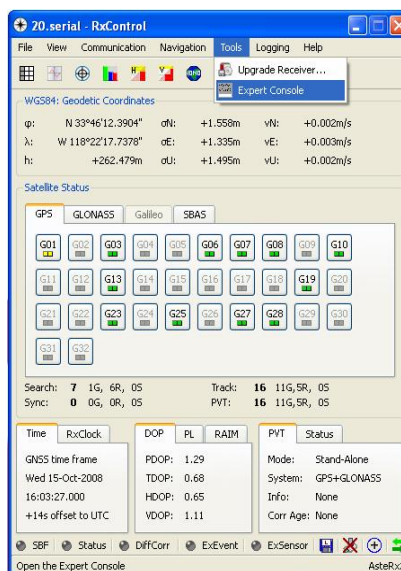 20.serial - RxControl
File View Communication Navigation Tools Logging Help
Upgrade Receiver...
Expert Console
WGS84: Geodetic Coordinates
φ: N 33°46'12.3904" σN: +1.558m vN: +0.002m/s
λ: W 118°22'17.7378" σE: +1.335m vE: +0.003m/s
h: +262.479m σU: +1.495m vU: +0.002m/s
Satellite Status
GPS GLONASS Galileo SBAS
G01 G02 G03 G04 G05 G06 G07 G08 G09 G10
G11 G12 G13 G14 G15 G16 G17 G18 G19 G20
G21 G22 G23 G24 G25 G26 G27 G28 G29 G30
G31 G32
Search: 7 1G, 6R, 0S Track: 16 11G,5R, 0S
Sync: 0 0G, 0R, 0S PVT: 16 11G,5R, 0S
Time RxClock DOP PL RAIM PVT Status
GNSS time frame PDOP: 1.29 Mode: Stand-Alone
Wed 15-Oct-2008 TDOP: 0.68 System: GPS+GLONASS
16:03:27.000 HDOP: 0.65 Info: None
+14s offset to UTC VDOP: 1.11 Corr Age: None
SBF Status DiffCorr ExEvent ExSensor
Open the Expert Console